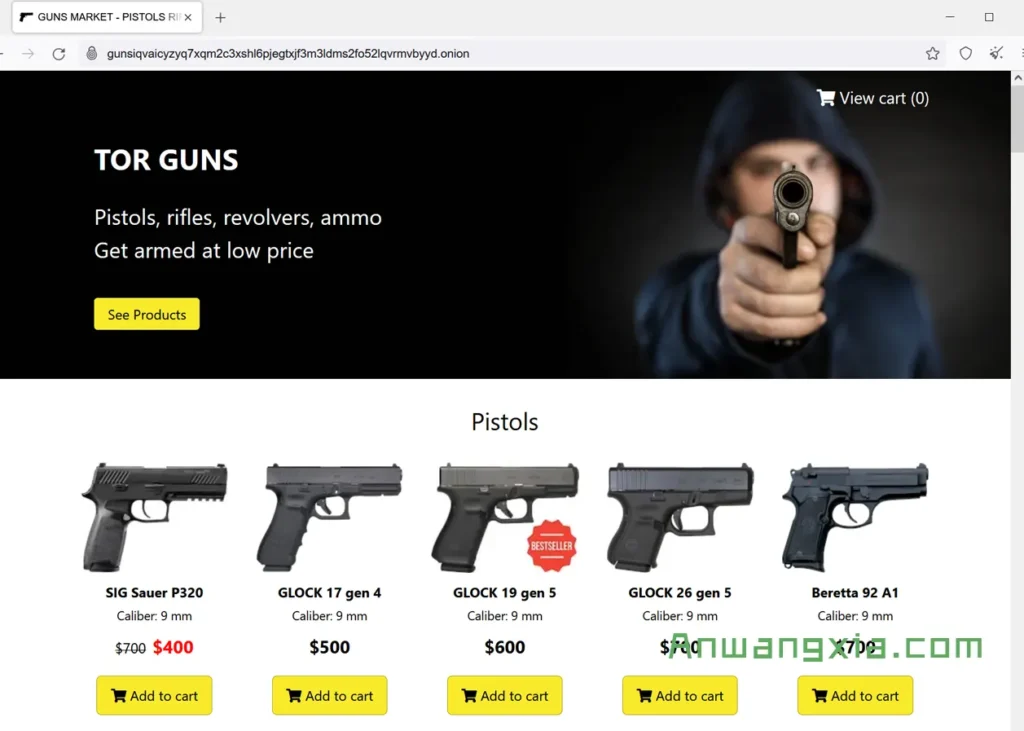 GUNS MARKET - PISTOLS RI
gunsiqvaicyzyq7xqm2c3xshl6pjegtxjf3m3ldms2fo52lqvrmvbyyd.onion
View cart (0)
TOR GUNS
Pistols, rifles, revolvers, ammo
Get armed at low price
See Products
Pistols
BESTSELLER
SIG Sauer P320 GLOCK 17 gen 4 GLOCK 19 gen 5 GLOCK 26 gen 5 Beretta 92 A1
Caliber: 9 mm Caliber: 9 mm Caliber: 9 mm Caliber: 9 mm Caliber: 9 mm
$700 $400 $500 $600 $700 $700
Anwangxia.com
Add to cart Add to cart Add to cart Add to cart Add to cart